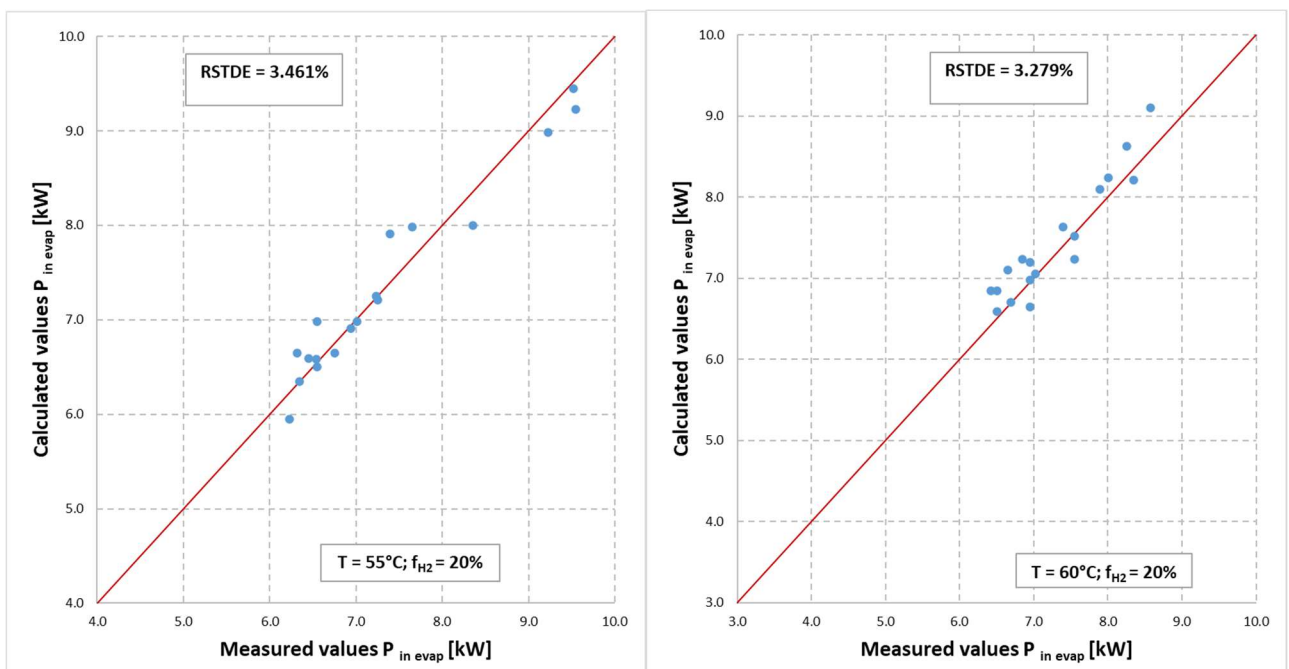 10.0
9.0
8.0
7.0
6.0
5.0
4.0
4.0 5.0 6.0 7.0 8.0 9.0 10.0
Calculated values P in evap [kW]
Measured values P in evap [kW]
RSTDE = 3.461%
T = 55°C; fH2 = 20%
10.0
9.0
8.0
7.0
6.0
5.0
4.0
3.0
3.0 4.0 5.0 6.0 7.0 8.0 9.0 10.0
Calculated values P in evap [kW]
Measured values P in evap [kW]
RSTDE = 3.279%
T = 60°C; fH2 = 20%